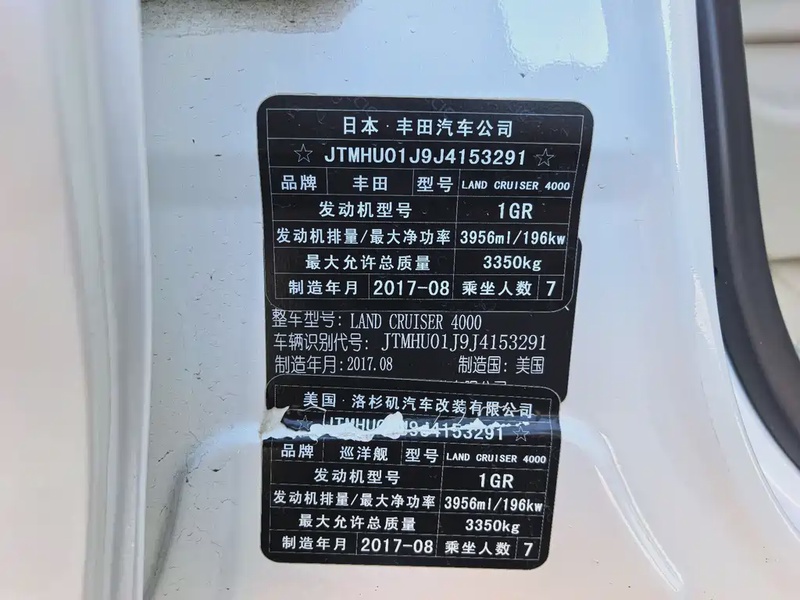 日本·丰田汽车公司
☆ JTMHU01J9J4153291 ☆
品牌 丰田 型号 LAND CRUISER 4000
发动机型号 1GR
发动机排量/最大净功率 3956ml/196kw
最大允许总质量 3350kg
制造年月 2017-08 乘坐人数 7
整车型号: LAND CRUISER 4000
车辆识别代号: JTMHU01J9J4153291
制造年月:2017.08 制造国: 美国
美国·洛杉矶汽车改装有限公司
JTMHU01J9J4153291 ☆
品牌 巡洋舰 型号 LAND CRUISER 4000
发动机型号 1GR
发动机排量/最大净功率 3956ml/196kw
最大允许总质量 3350kg
制造年月 2017-08 乘坐人数 7